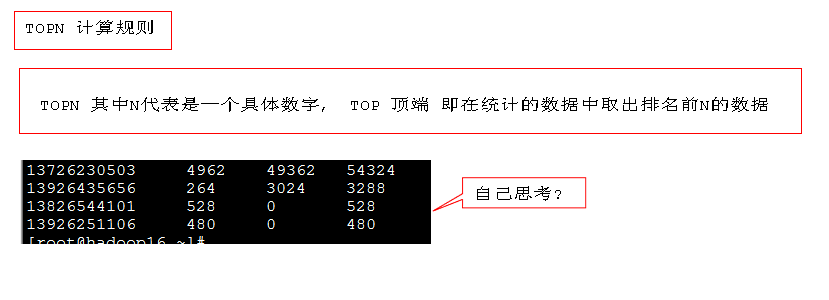 TOPN 计算规则
TOPN 其中N代表是一个具体数字, TOP 顶端 即在统计的数据中取出排名前N的数据
13726230503 4962 49362 54324
13926435656 264 3024 3288
13826544101 528 0 528
13926251106 480 0 480
[root@hadoop16 ~]#
自己思考?